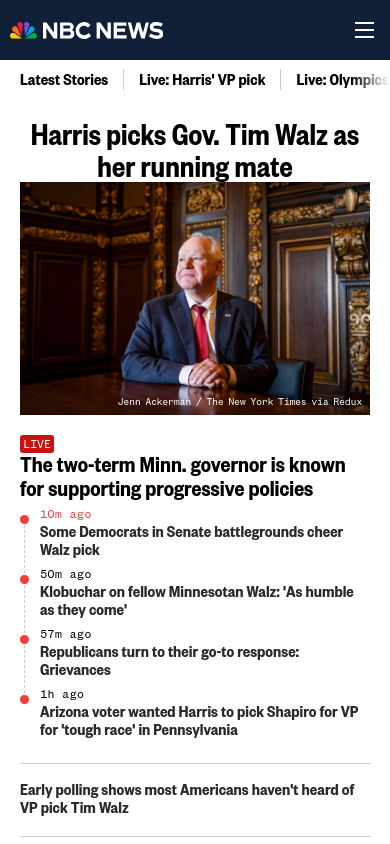 NBC NEWS
Latest Stories
Live: Harris' VP pick
Live: Olympics
Harris picks Gov. Tim Walz as
her running mate
Jenn Ackerman / The New York Times via Redux
LIVE
The two-term Minn. governor is known
for supporting progressive policies
10m ago
Some Democrats in Senate battlegrounds cheer
Walz pick
50m ago
Klobuchar on fellow Minnesotan Walz: 'As humble
as they come'
57m ago
Republicans turn to their go-to response:
Grievances
1h ago
Arizona voter wanted Harris to pick Shapiro for VP
for 'tough race' in Pennsylvania
Early polling shows most Americans haven't heard of
VP pick Tim Walz